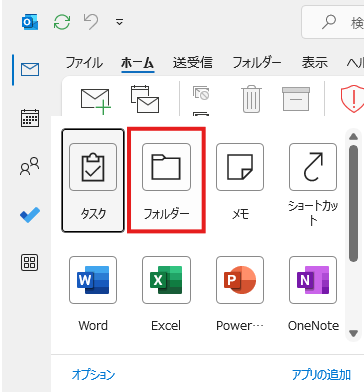 検
ファイル ホーム 送受信 フォルダー 表示 ヘル
タスク フォルダー メモ ショートカッ
ト
Word Excel Power… OneNote
オプション アプリの追加